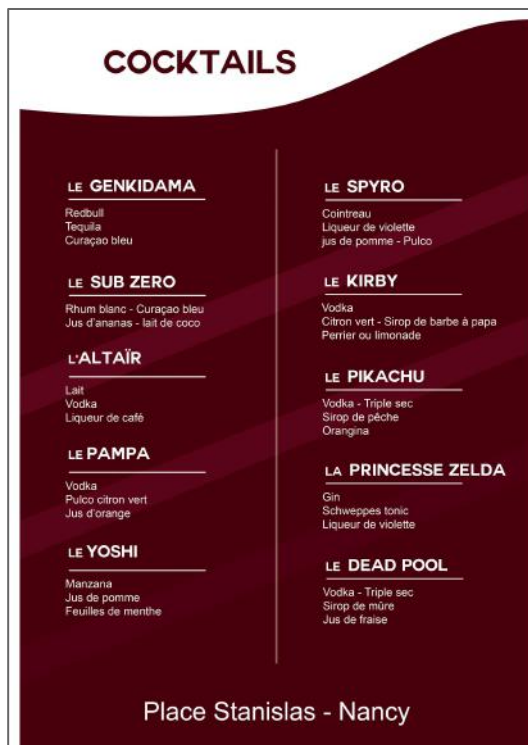 COCKTAILS
LE GENKIDAMA
Redbull
Tequila
Curaçao bleu
LE SUB ZERO
Rhum blanc - Curaçao bleu
Jus d'ananas - lait de coco
L'ALTAÏR
Lait
Vodka
Liqueur de café
LE PAMPA
Vodka
Pulco citron vert
Jus d'orange
LE YOSHI
Manzana
Jus de pomme
Feuilles de menthe
LE SPYRO
Cointreau
Liqueur de violette
jus de pomme - Pulco
LE KIRBY
Vodka
Citron vert - Sirop de barbe à papa
Perrier ou limonade
LE PIKACHU
Vodka - Triple sec
Sirop de pêche
Orangina
LA PRINCESSE ZELDA
Gin
Schweppes tonic
Liqueur de violette
LE DEAD POOL
Vodka - Triple sec
Sirop de mûre
Jus de fraise
Place Stanislas - Nancy